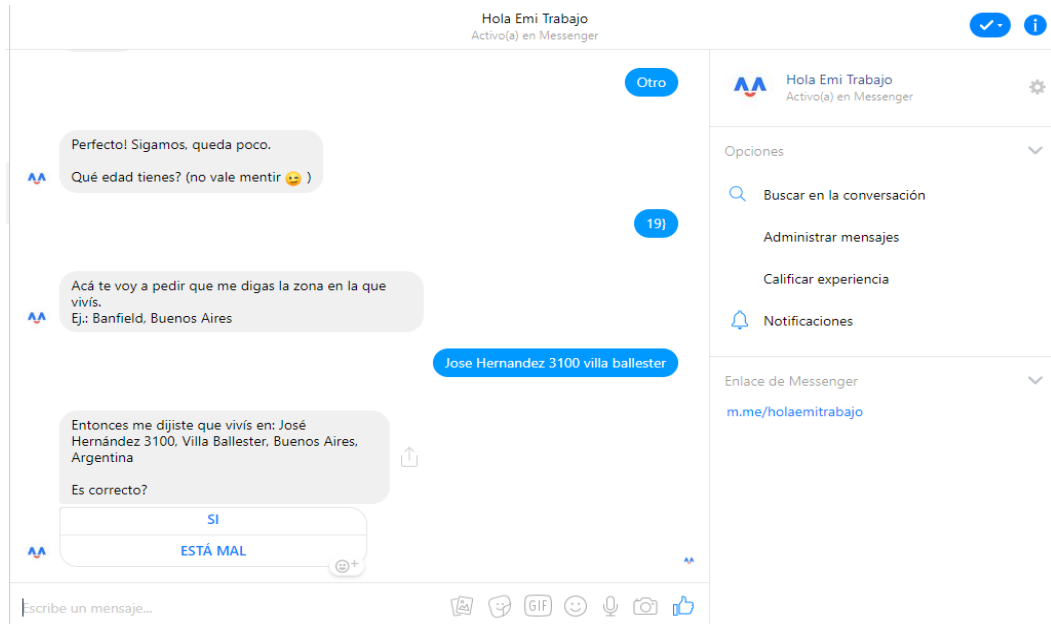 Hola Emi Trabajo
Activo(a) en Messenger
Otro
Perfecto! Sigamos, queda poco.
Qué edad tienes? (no vale mentir 😉 )
19)
Acá te voy a pedir que me digas la zona en la que
vivís.
Ej.: Banfield, Buenos Aires
Jose Hernandez 3100 villa ballester
Entonces me dijiste que vivís en: José
Hernández 3100, Villa Ballester, Buenos Aires,
Argentina
Es correcto?
SI
ESTÁ MAL
Escribe un mensaje...
GIF
Hola Emi Trabajo
Activo(a) en Messenger
Opciones
Buscar en la conversación
Administrar mensajes
Calificar experiencia
Notificaciones
Enlace de Messenger
m.me/holaemitrabajo